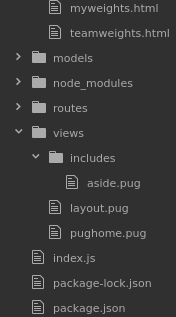 myweights.html
teamweights.html
models
node_modules
routes
views
includes
aside.pug
layout.pug
pughome.pug
index.js
package-lock.json
package.json